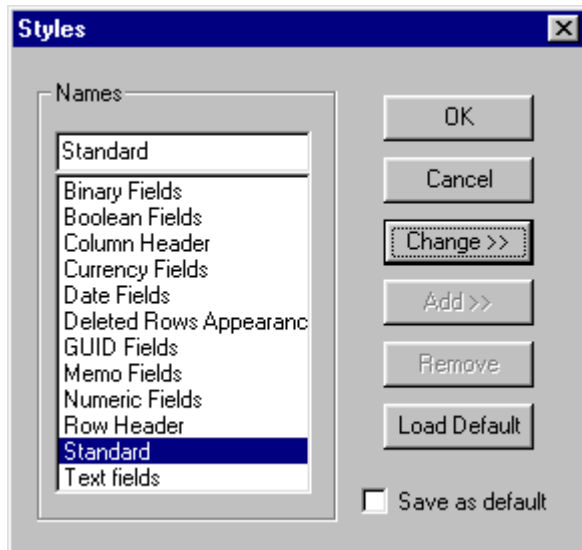 Styles
Names
Standard
Binary Fields
Boolean Fields
Column Header
Currency Fields
Date Fields
Deleted Rows Appearanc
GUID Fields
Memo Fields
Numeric Fields
Row Header
Standard
Text fields
OK
Cancel
Change >>
Add >>
Remove
Load Default
Save as default